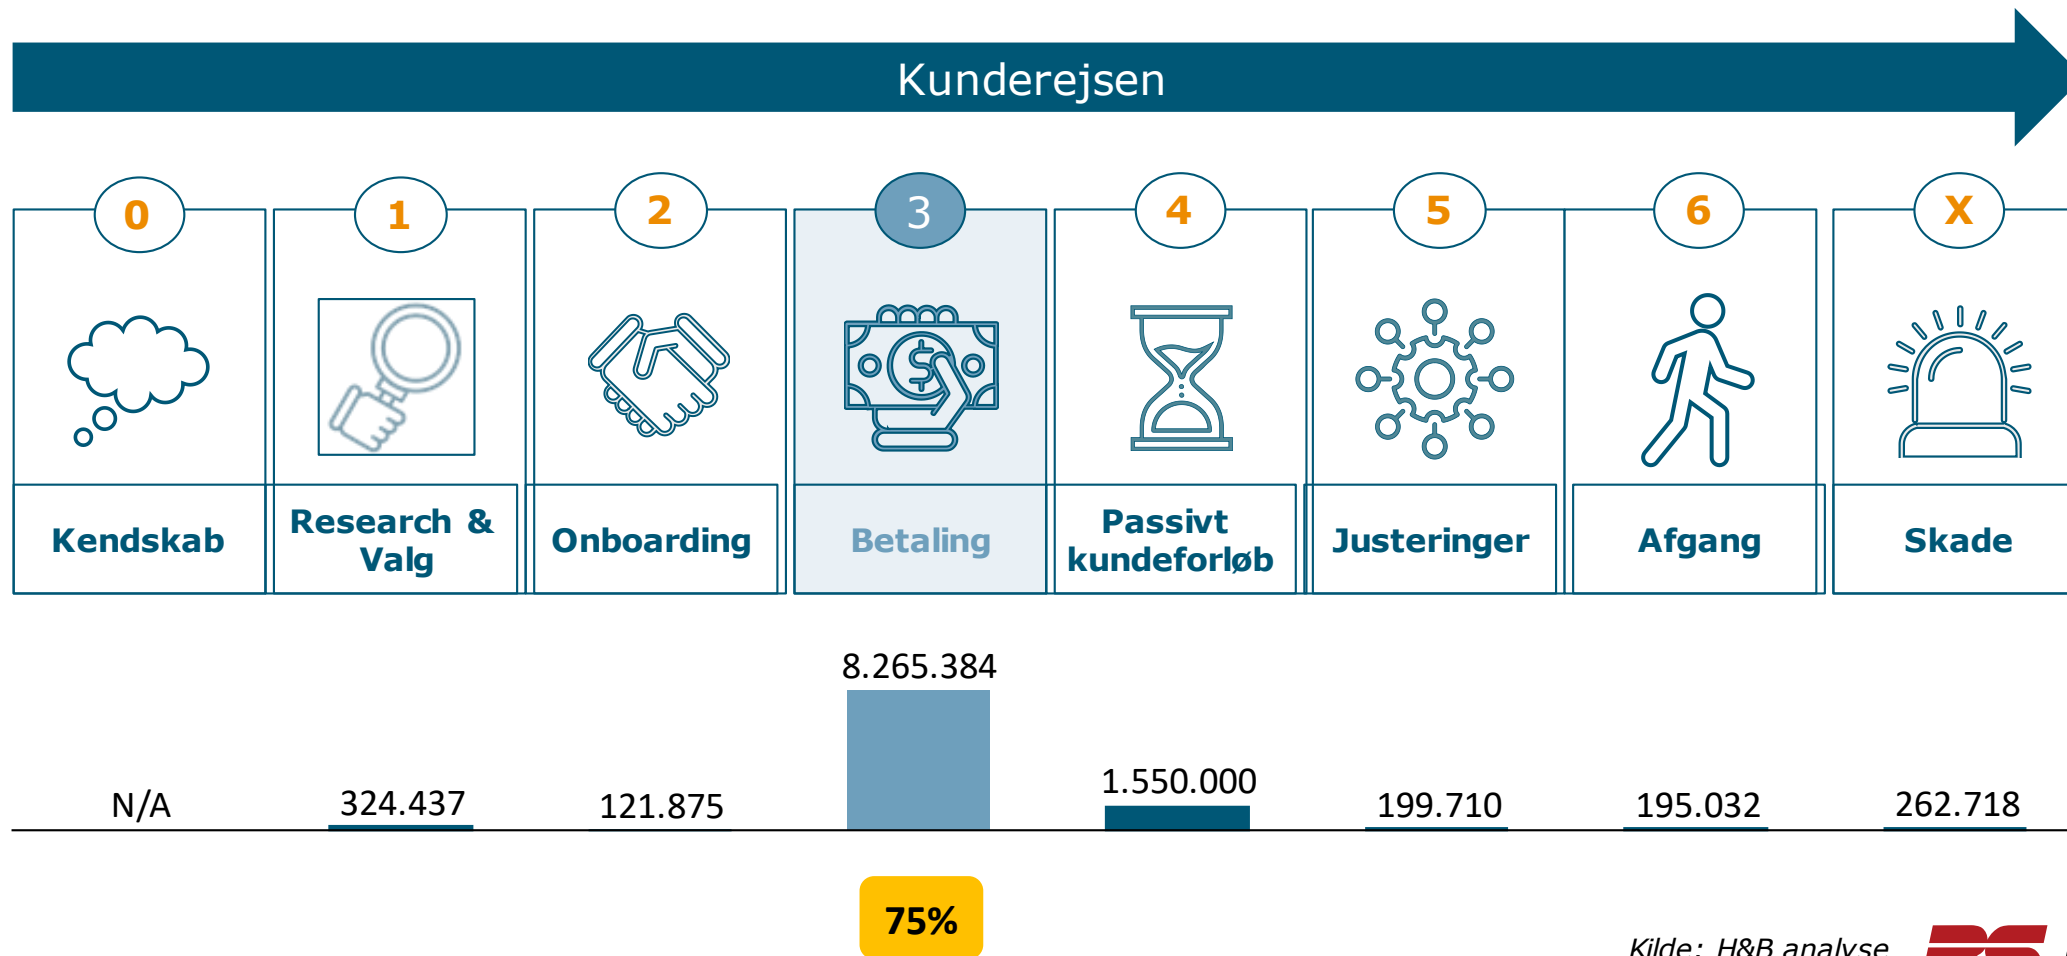 Kunderejsen
0
1
2
3
4
5
6
X
Kendskab
Research &
Valg
Onboarding
Betaling
Passivt
kundeforløb
Justeringer
Afgang
Skade
N/A
324.437
121.875
8.265.384
1.550.000
199.710
195.032
262.718
75%
Kilde: H&B analyse